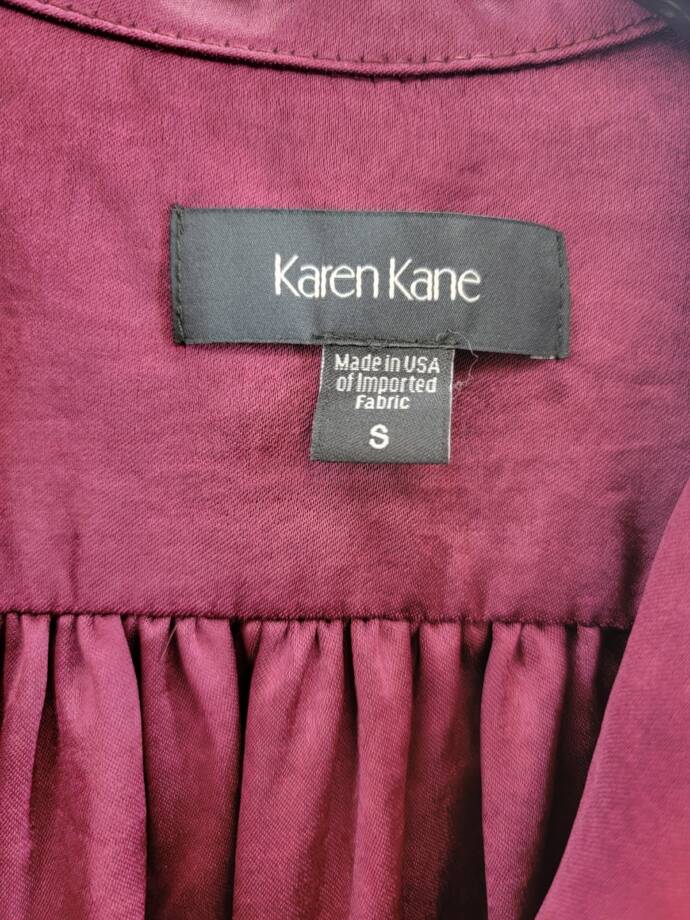 Karen Kane
Made in USA
of Imported
Fabric
S